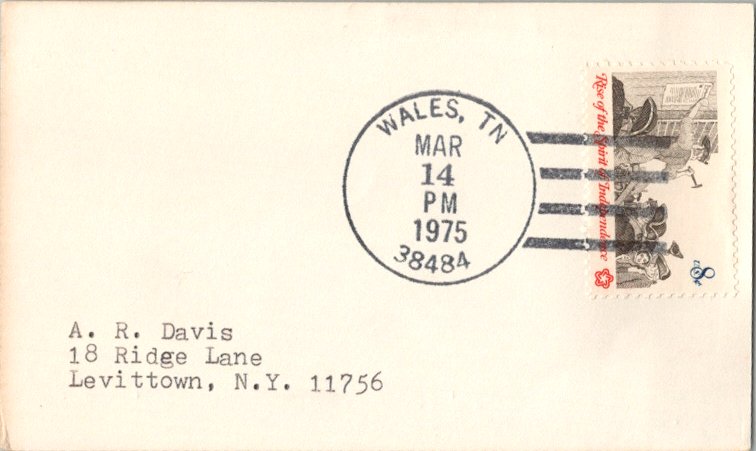 WALES, TN
MAR
14
PM
1975
38484
Rise of the Spirit of Independence
8
A. R. Davis
18 Ridge Lane
Levittown, N.Y. 11756